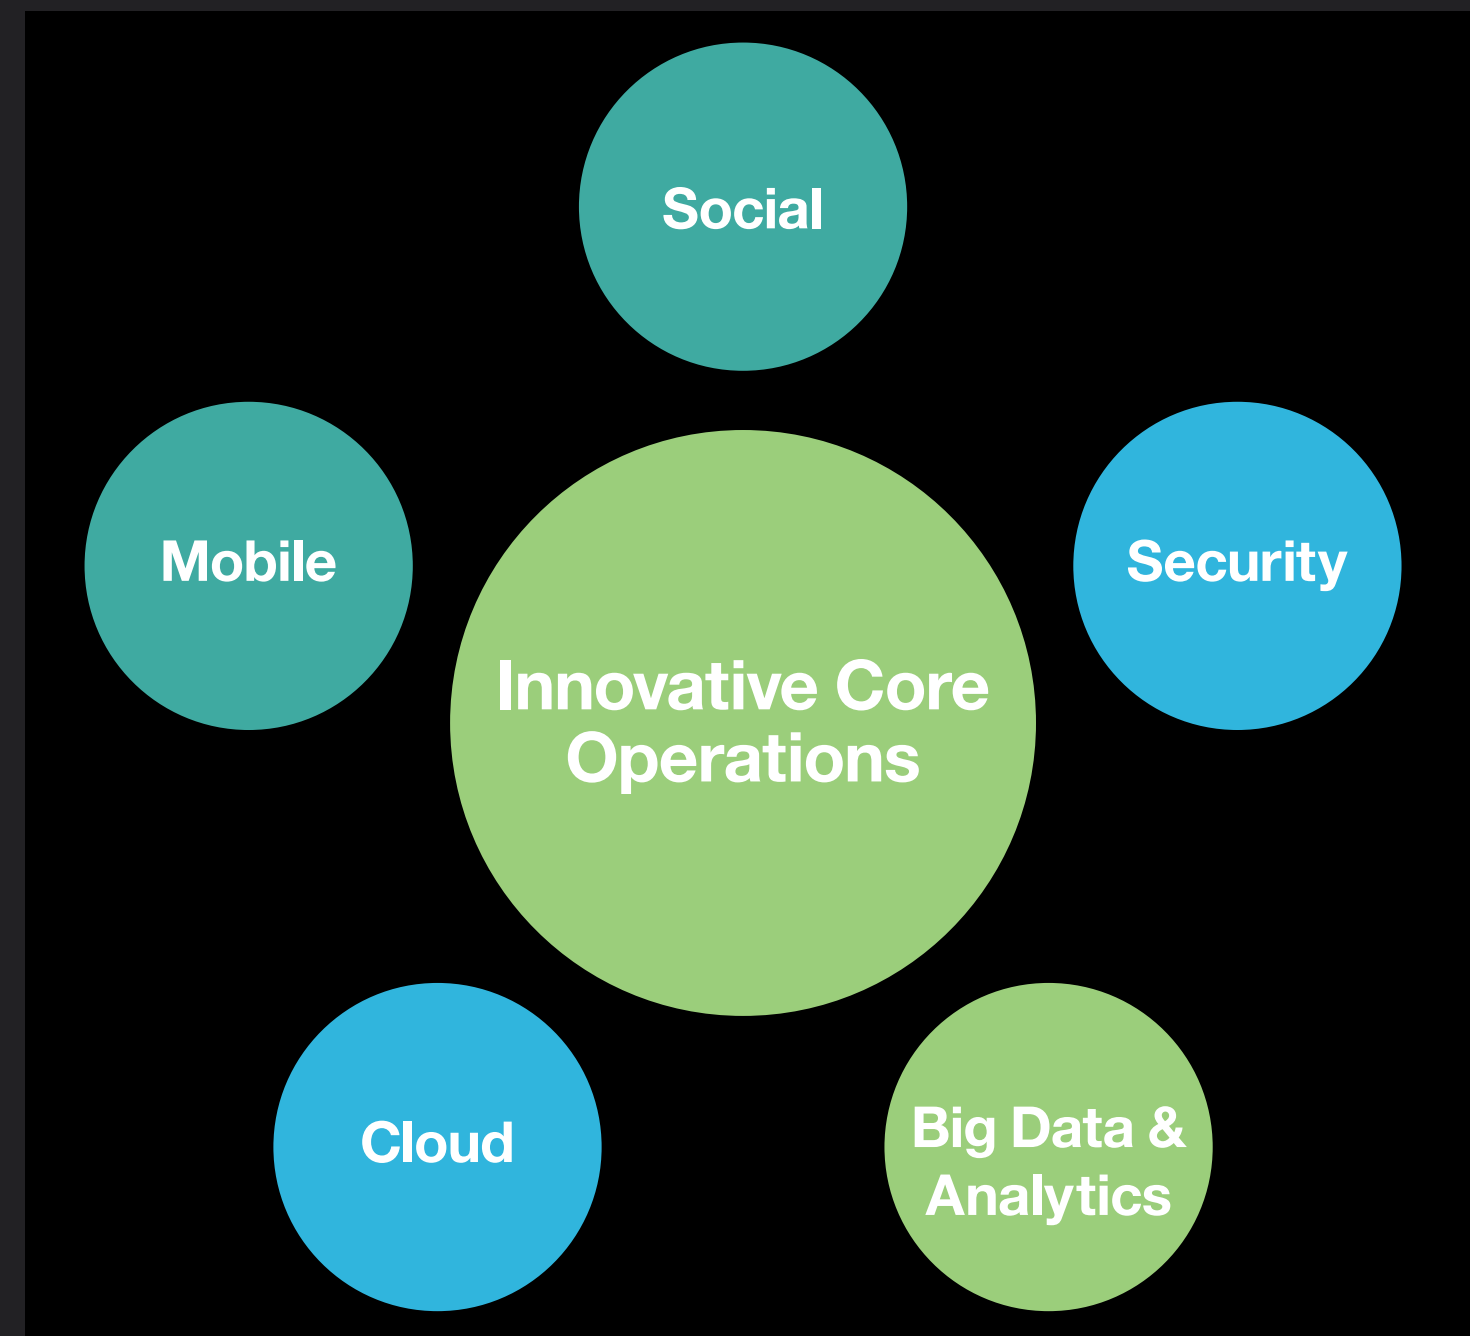 Social
Mobile
Security
Innovative Core
Operations
Cloud
Big Data &
Analytics